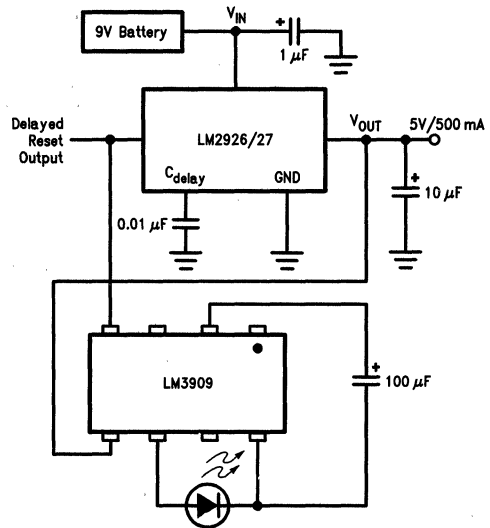 9V Battery
VIN
+
1 μF
Delayed
Reset
Output
LM2926/27
VOUT
5V/500 mA
Cdelay
GND
+
10 μF
0.01 μF
LM3909
+
100 μF